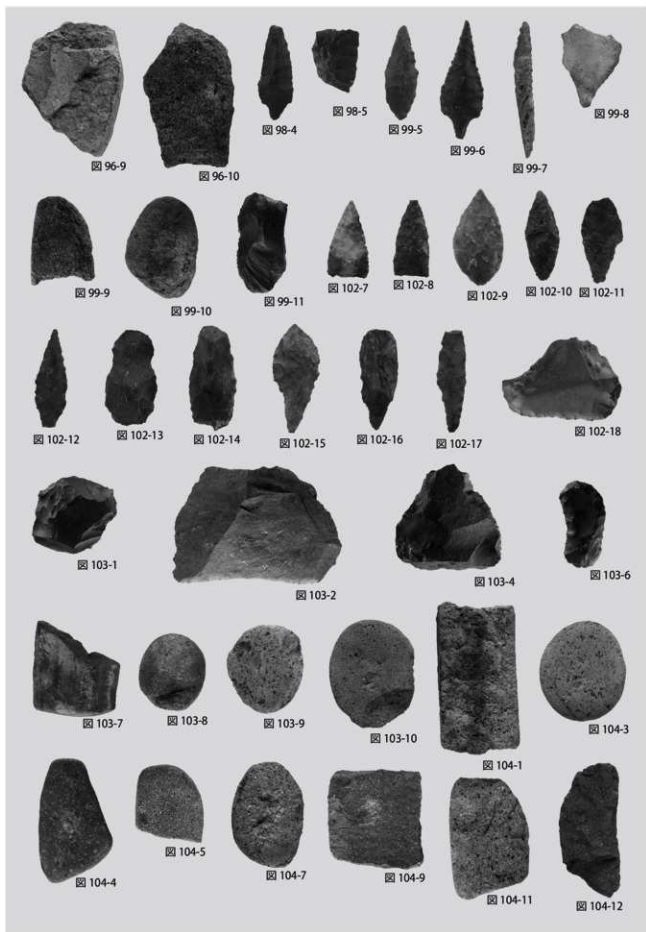 図 96-9
図 96-10
図 98-4
図 98-5
図 99-5
図 99-6
図 99-7
図 99-8
図 99-9
図 99-10
図 99-11
図 102-7
図 102-8
図 102-9
図 102-10
図 102-11
図 102-12
図 102-13
図 102-14
図 102-15
図 102-16
図 102-17
図 102-18
図 103-1
図 103-2
図 103-4
図 103-6
図 103-7
図 103-8
図 103-9
図 103-10
図 104-1
図 104-3
図 104-4
図 104-5
図 104-7
図 104-9
図 104-11
図 104-12